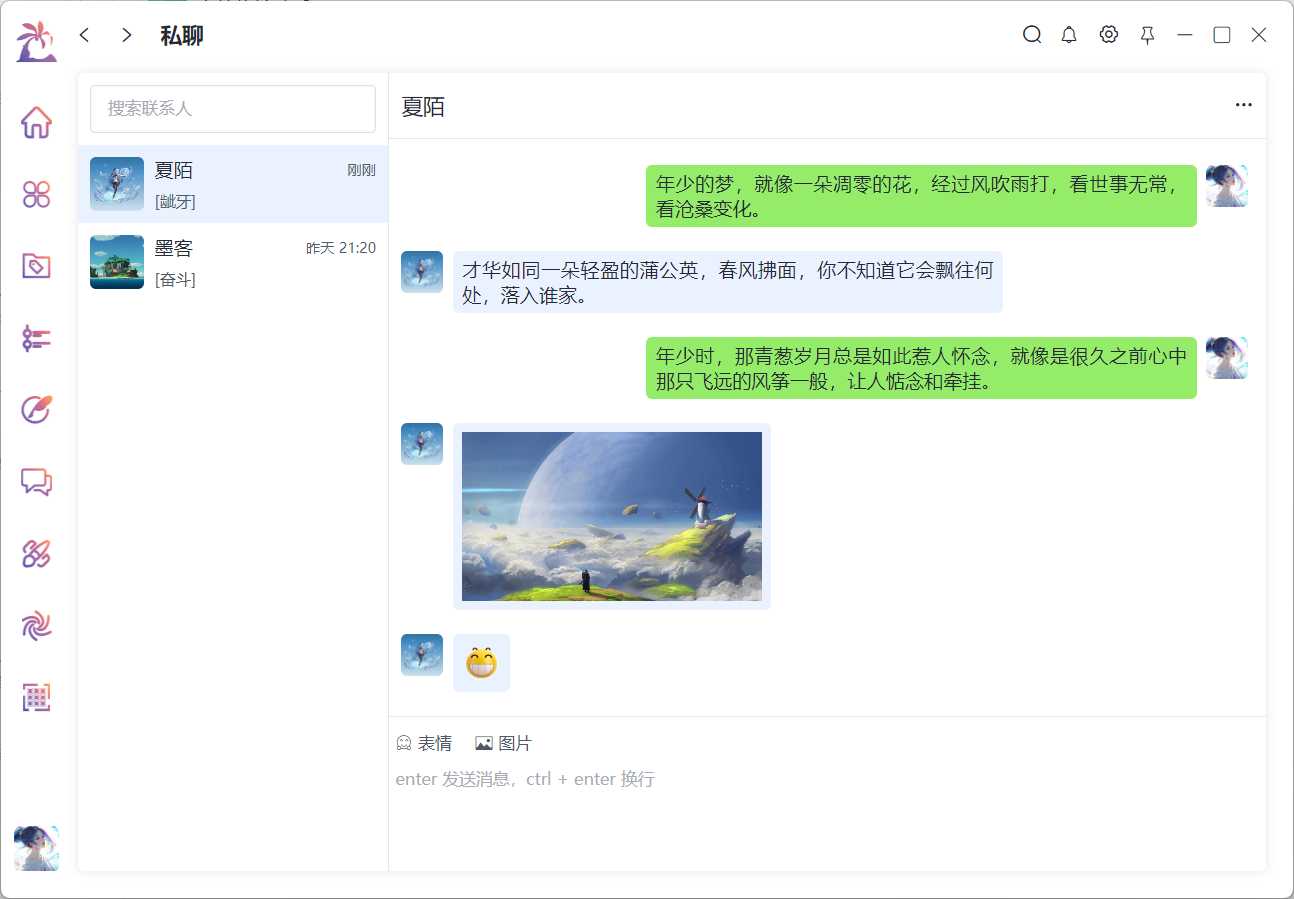 私聊
搜索联系人
夏陌
刚刚
[龇牙]
墨客
昨天 21:20
[奋斗]
夏陌
年少的梦，就像一朵凋零的花，经过风吹雨打，看世事无常，
看沧桑变化。
才华如同一朵轻盈的蒲公英，春风拂面，你不知道它会飘往何
处，落入谁家。
年少时，那青葱岁月总是如此惹人怀念，就像是很久之前心中
那只飞远的风筝一般，让人惦念和牵挂。
表情
图片
enter 发送消息，ctrl + enter 换行